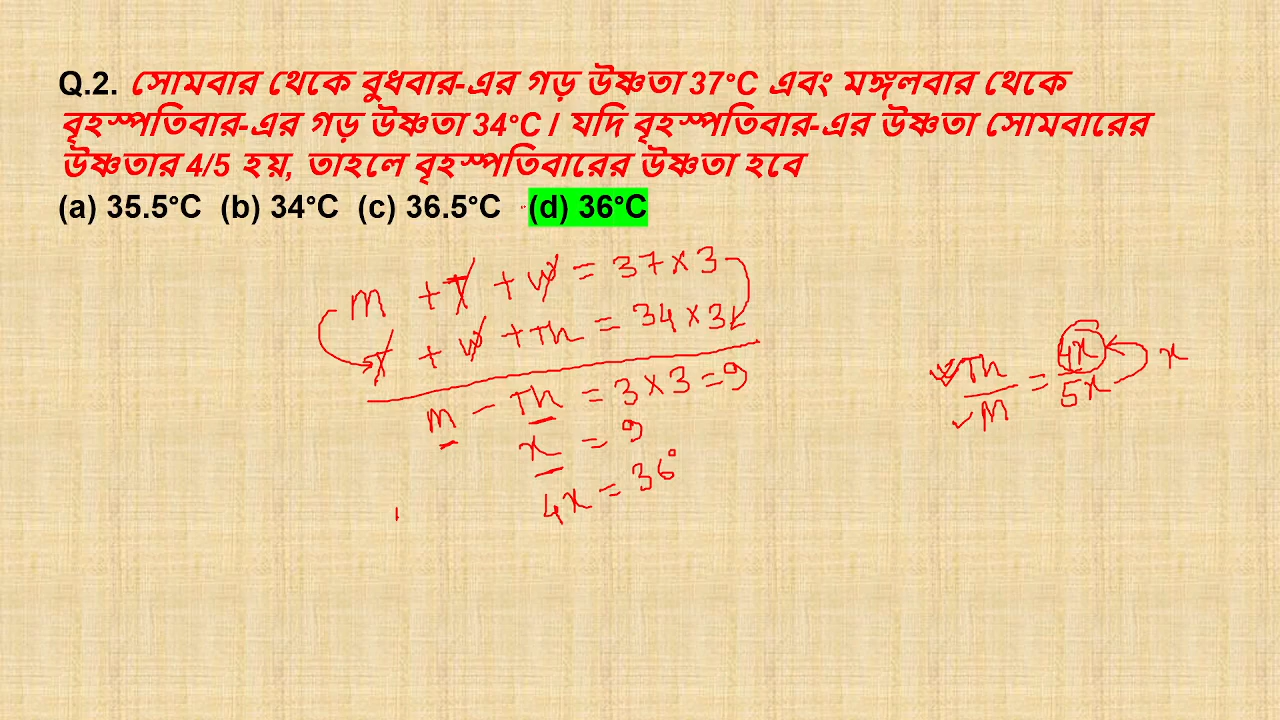 Q.2. সোমবার থেকে বুধবার-এর গড় উষ্ণতা 37°C এবং মঙ্গলবার থেকে
বৃহস্পতিবার-এর গড় উষ্ণতা 34°C । যদি বৃহস্পতিবার-এর উষ্ণতা সোমবারের
উষ্ণতার 4/5 হয়, তাহলে বৃহস্পতিবারের উষ্ণতা হবে
(a) 35.5°C (b) 34°C (c) 36.5°C (d) 36°C
m + T + W = 37 × 3
T + W + Th = 34 × 3
m - Th = 3 × 3 = 9
x = 9
4x = 36°
Th / M = 4x / 5x x